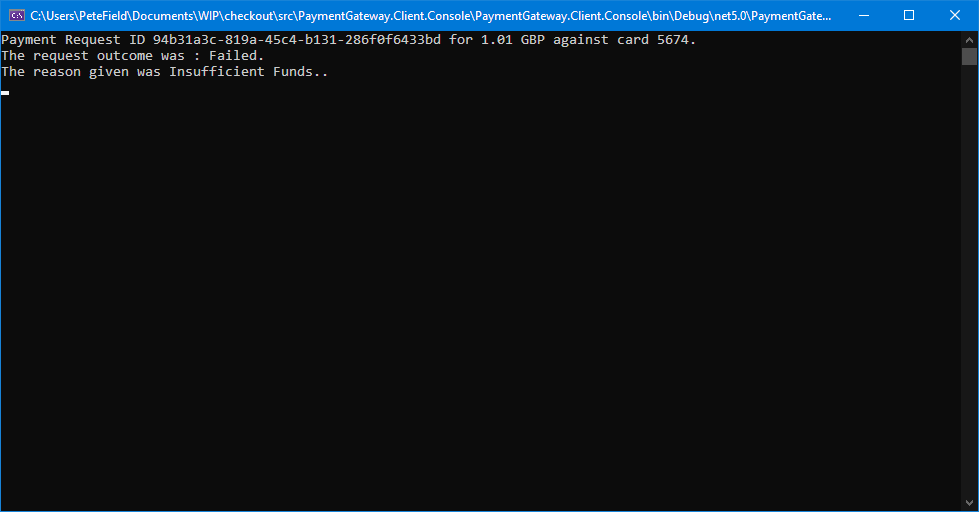 C:\Users\PeteField\Documents\WIP\checkout\src\PaymentGateway.Client.Console\PaymentGateway.Client.Console\bin\Debug\net5.0\PaymentGate...
Payment Request ID 94b31a3c-819a-45c4-b131-286f0f6433bd for 1.01 GBP against card 5674.
The request outcome was : Failed.
The reason given was Insufficient Funds..